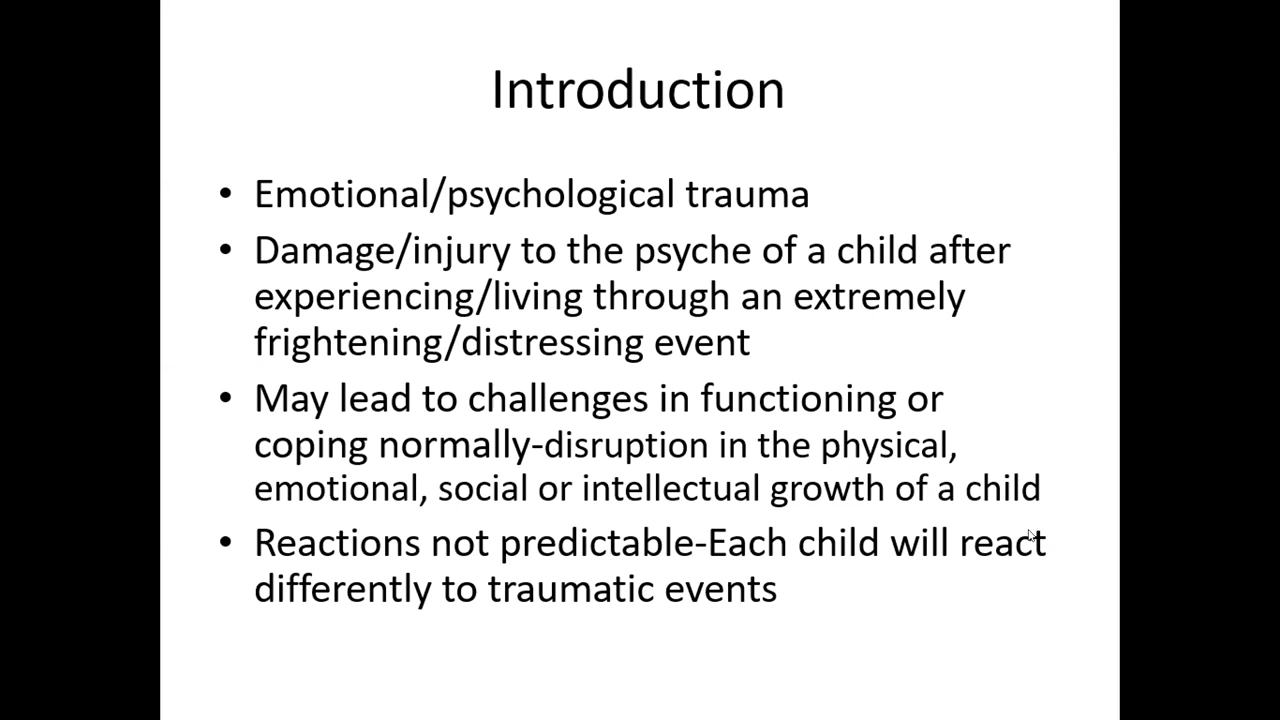 Introduction
• Emotional/psychological trauma
• Damage/injury to the psyche of a child after
experiencing/living through an extremely
frightening/distressing event
• May lead to challenges in functioning or
coping normally-disruption in the physical,
emotional, social or intellectual growth of a child
• Reactions not predictable-Each child will react
differently to traumatic events